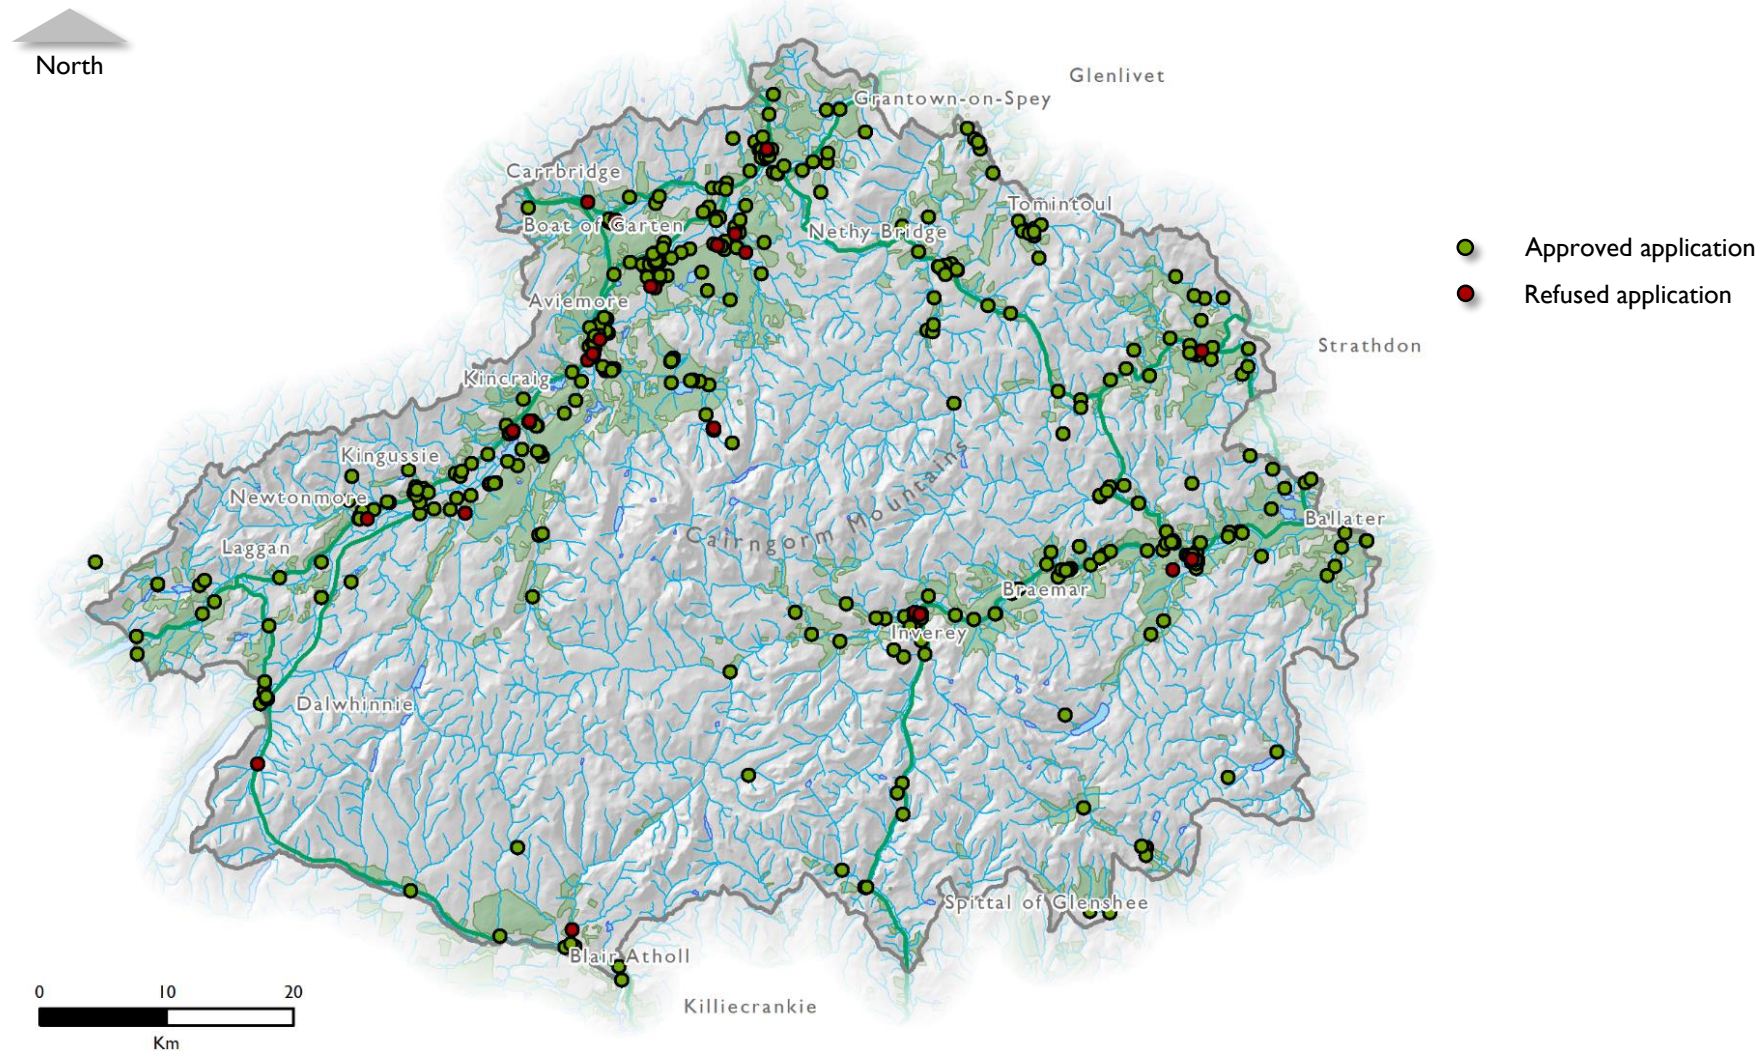 North
Glenlivet
Grantown-on-Spey
Carrbridge
Tomintoul
Boat of Garten
Nethy Bridge
Approved application
Refused application
Aviemore
Strathdon
Kincraig
Kingussie
Newtonmore
Cairngorm Mountains
Ballater
Laggan
Braemar
Inverey
Dalwhinnie
Spittal of Glenshee
Blair Atholl
Killiecrankie
0 10 20
Km